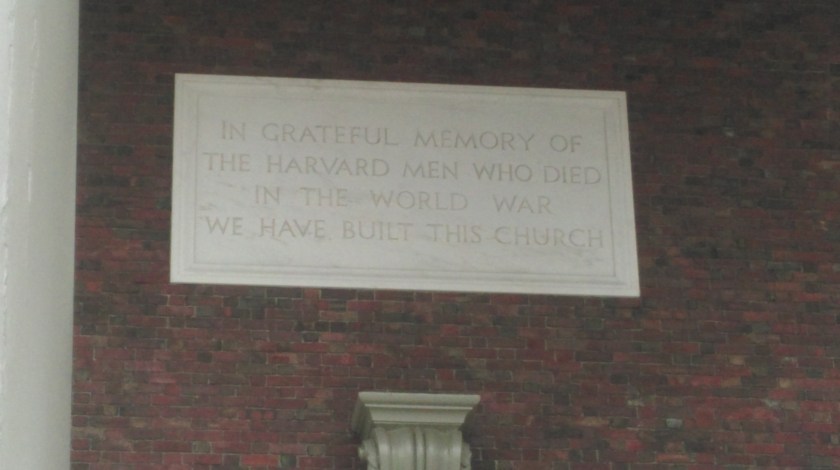 IN GRATEFUL MEMORY OF
THE HARVARD MEN WHO DIED
IN THE WORLD WAR
WE HAVE BUILT THIS CHURCH